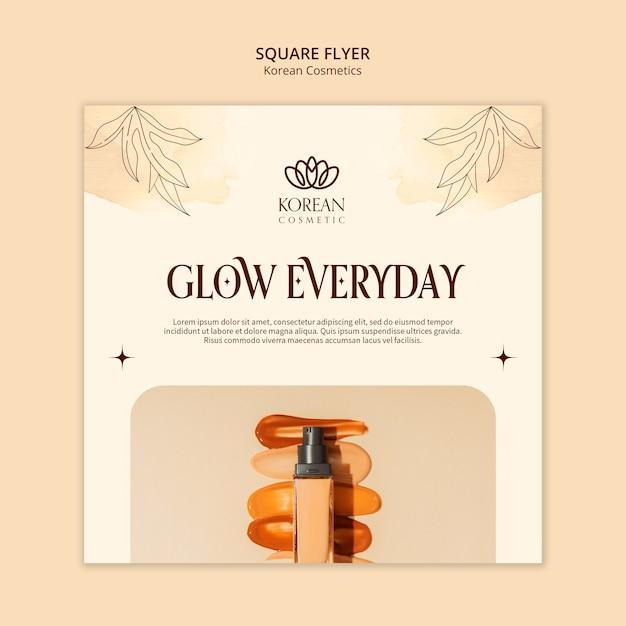 SQUARE FLYER
Korean Cosmetics
KOREAN
COSMETIC
GLOW EVERYDAY
Lorem ipsum dolor sit amet, consectetur adipiscing elit, sed do eiusmod tempor
incididunt ut labore et dolore magna aliqua. Quis ipsum suspendisse ultrices gravida.
Risus commodo viverra maecenas accumsan lacus vel facilisis.